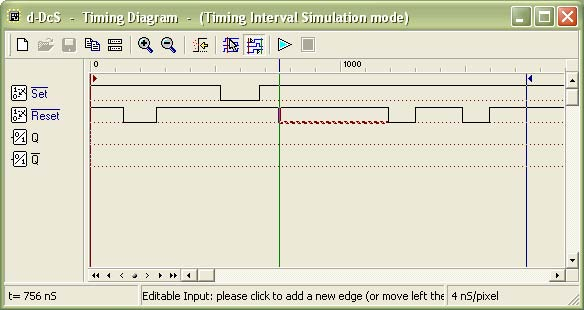 d-DcS - Timing Diagram - (Timing Interval Simulation mode)
0 1000
Set
Reset
Q
Q
t= 756 nS Editable Input: please click to add a new edge (or move left the 4 nS/pixel